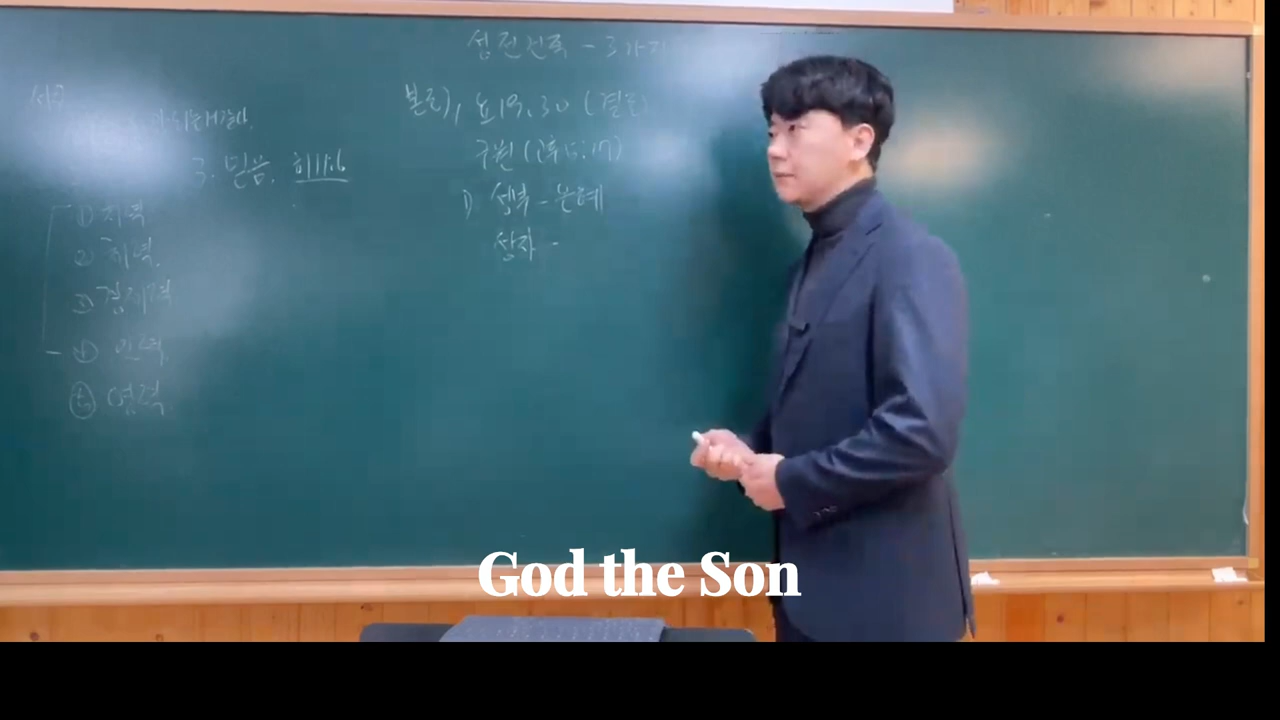 성전건축 - 3가지
서론
본론), 요19.30 (결론)
3. 믿음. 히11:6
구원 (고후5:17)
1) 성부 - 은혜
성자 -
① 지력
② 체력.
③ 경제력
④ 인력
⑤ 영력
God the Son